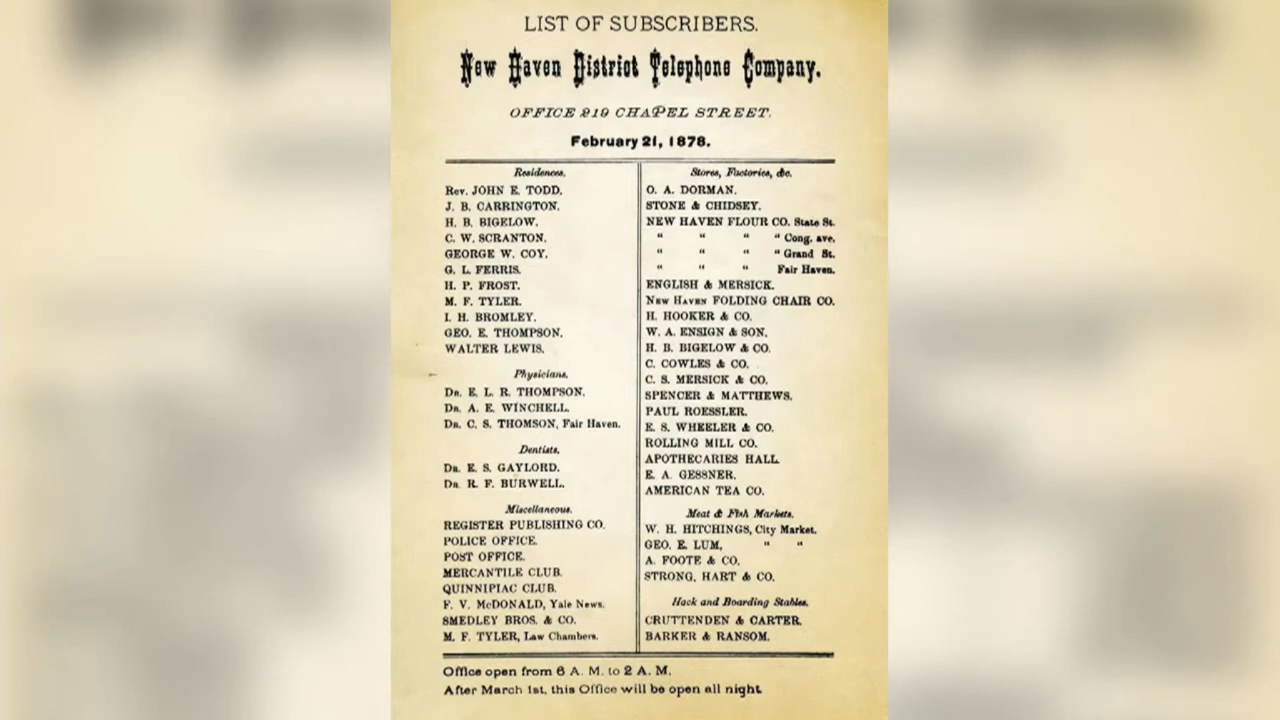 LIST OF SUBSCRIBERS.
New Haven District Telephone Company.
OFFICE 219 CHAPEL STREET.
February 21, 1878.
Residences.
Rev. JOHN E. TODD.
J. B. CARRINGTON.
H. B. BIGELOW.
C. W. SCRANTON.
GEORGE W. COY.
G. L. FERRIS.
H. P. FROST.
M. F. TYLER.
I. H. BROMLEY.
GEO. E. THOMPSON.
WALTER LEWIS.
Physicians.
DR. E. L. R. THOMPSON.
DR. A. E. WINCHELL.
DR. C. S. THOMSON, Fair Haven.
Dentists.
DR. E. S. GAYLORD.
DR. R. F. BURWELL.
Miscellaneous.
REGISTER PUBLISHING CO.
POLICE OFFICE.
POST OFFICE.
MERCANTILE CLUB.
QUINNIPIAC CLUB.
F. V. McDONALD, Yale News.
SMEDLEY BROS. & CO.
M. F. TYLER, Law Chambers.
Stores, Factories, &c.
O. A. DORMAN.
STONE & CHIDSEY.
NEW HAVEN FLOUR CO. State St.
" " " " Cong. ave.
" " " " Grand St.
" " " Fair Haven.
ENGLISH & MERSICK.
NEW HAVEN FOLDING CHAIR CO.
H. HOOKER & CO.
W. A. ENSIGN & SON.
H. B. BIGELOW & CO.
C. COWLES & CO.
C. S. MERSICK & CO.
SPENCER & MATTHEWS.
PAUL ROESSLER.
E. S. WHEELER & CO.
ROLLING MILL CO.
APOTHECARIES HALL.
E. A. GESSNER.
AMERICAN TEA CO.
Meat & Fish Markets.
W. H. HITCHINGS, City Market.
GEO. E. LUM, " "
A. FOOTE & CO.
STRONG, HART & CO.
Hack and Boarding Stables.
CRUTTENDEN & CARTER.
BARKER & RANSOM.
Office open from 6 A. M. to 2 A. M.
After March 1st, this Office will be open all night.